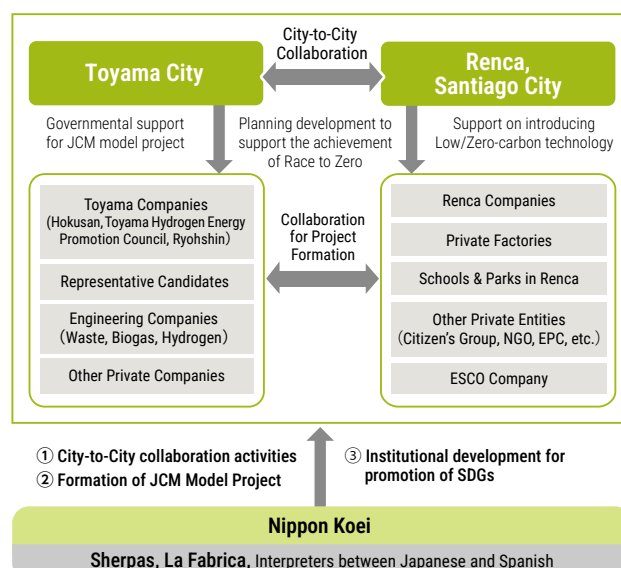 City-to-City
Collaboration
Toyama City
Renca,
Santiago City
Governmental support
for JCM model project
Planning development to
support the achievement
of Race to Zero
Support on introducing
Low/Zero-carbon technology
Toyama Companies
(Hokusan, Toyama Hydrogen Energy
Promotion Council, Ryohshin)
Representative Candidates
Engineering Companies
(Waste, Biogas, Hydrogen)
Other Private Companies
Collaboration
for Project
Formation
Renca Companies
Private Factories
Schools & Parks in Renca
Other Private Entities
(Citizen's Group, NGO, EPC, etc.)
ESCO Company
① City-to-City collaboration activities
② Formation of JCM Model Project
③ Institutional development for
promotion of SDGs
Nippon Koei
Sherpas, La Fabrica, Interpreters between Japanese and Spanish